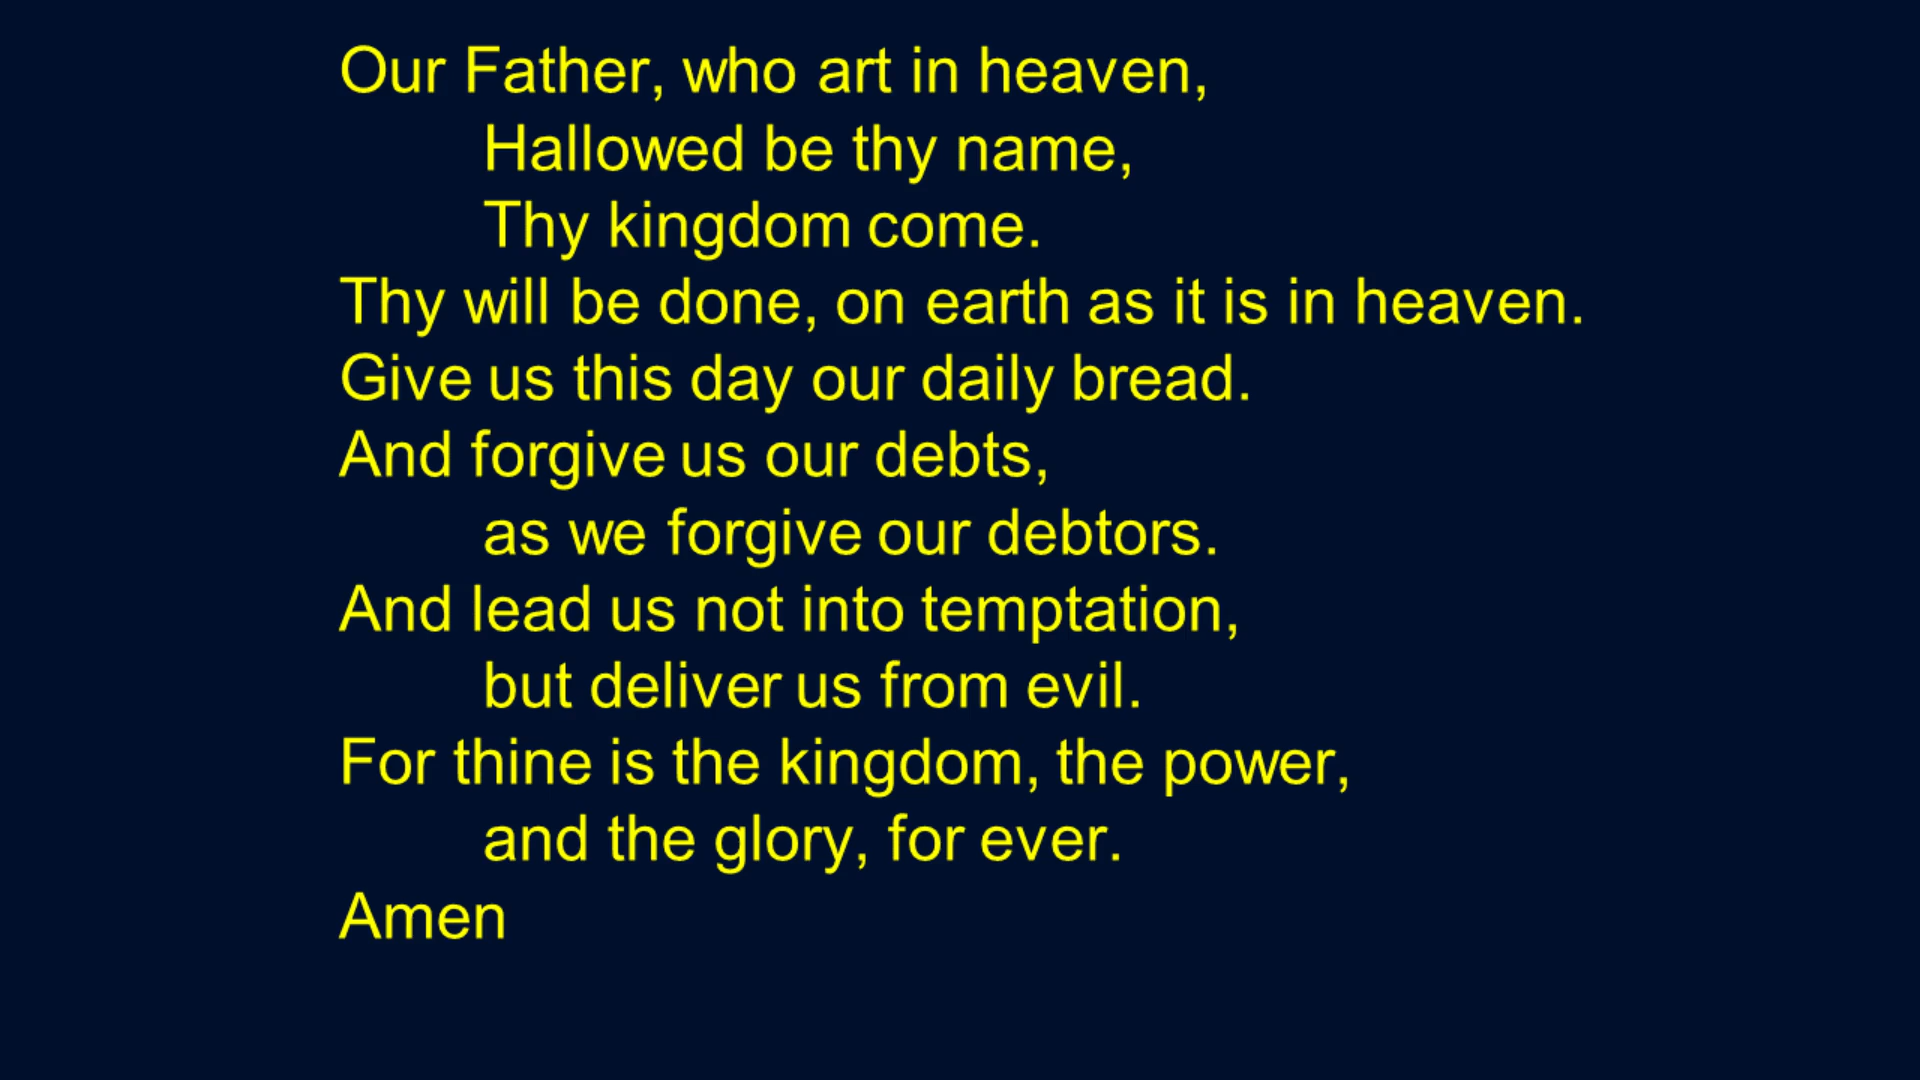 Our Father, who art in heaven,
Hallowed be thy name,
Thy kingdom come.
Thy will be done, on earth as it is in heaven.
Give us this day our daily bread.
And forgive us our debts,
as we forgive our debtors.
And lead us not into temptation,
but deliver us from evil.
For thine is the kingdom, the power,
and the glory, for ever.
Amen